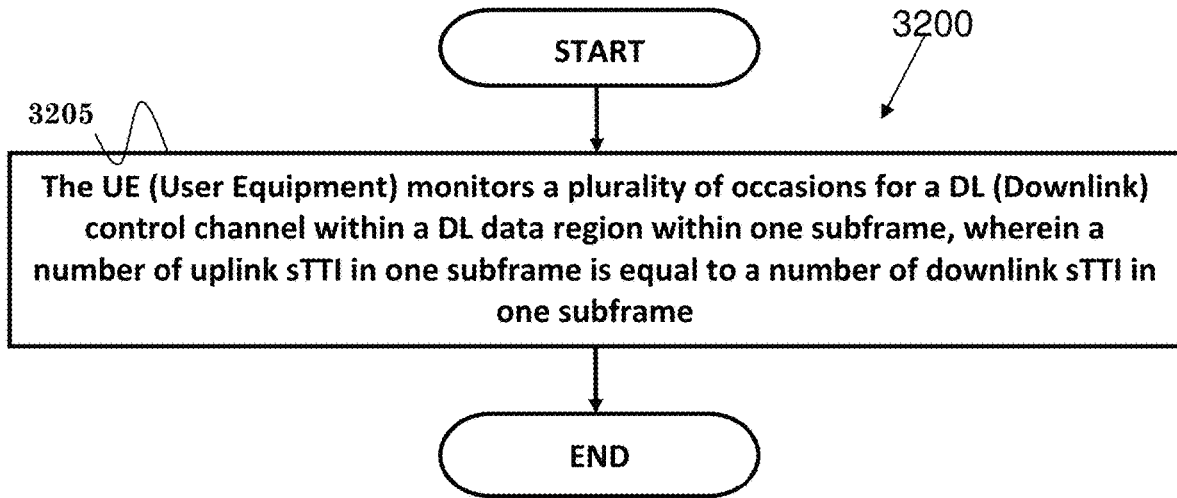 START
3200
3205
The UE (User Equipment) monitors a plurality of occasions for a DL (Downlink)
control channel within a DL data region within one subframe, wherein a
number of uplink sTTI in one subframe is equal to a number of downlink sTTI in
one subframe
END